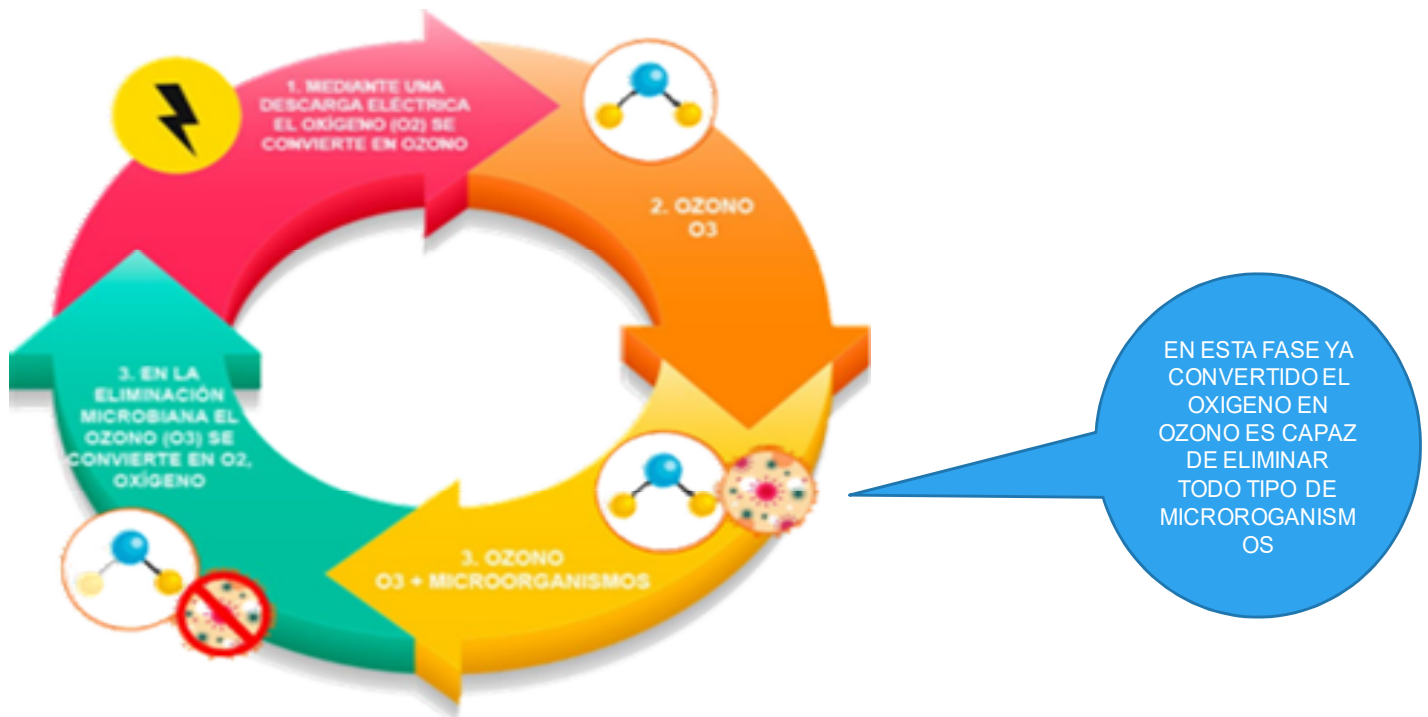 1. MEDIANTE UNA
DESCARGA ELÉCTRICA
EL OXÍGENO (O2) SE
CONVIERTE EN OZONO
2. OZONO
O3
EN ESTA FASE YA
CONVERTIDO EL
OXIGENO EN
OZONO ES CAPAZ
DE ELIMINAR
TODO TIPO DE
MICROROGANISM
OS
3. OZONO
O3 + MICROORGANISMOS
3. EN LA
ELIMINACIÓN
MICROBIANA EL
OZONO (O3) SE
CONVIERTE EN O2,
OXÍGENO